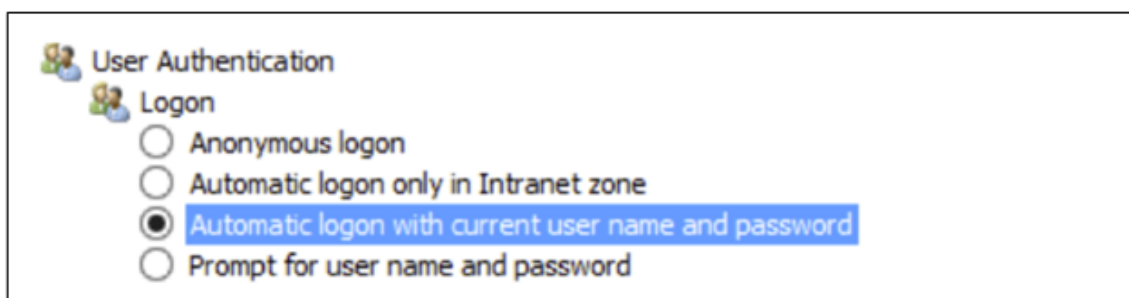 User Authentication
Logon
Anonymous logon
Automatic logon only in Intranet zone
Automatic logon with current user name and password
Prompt for user name and password